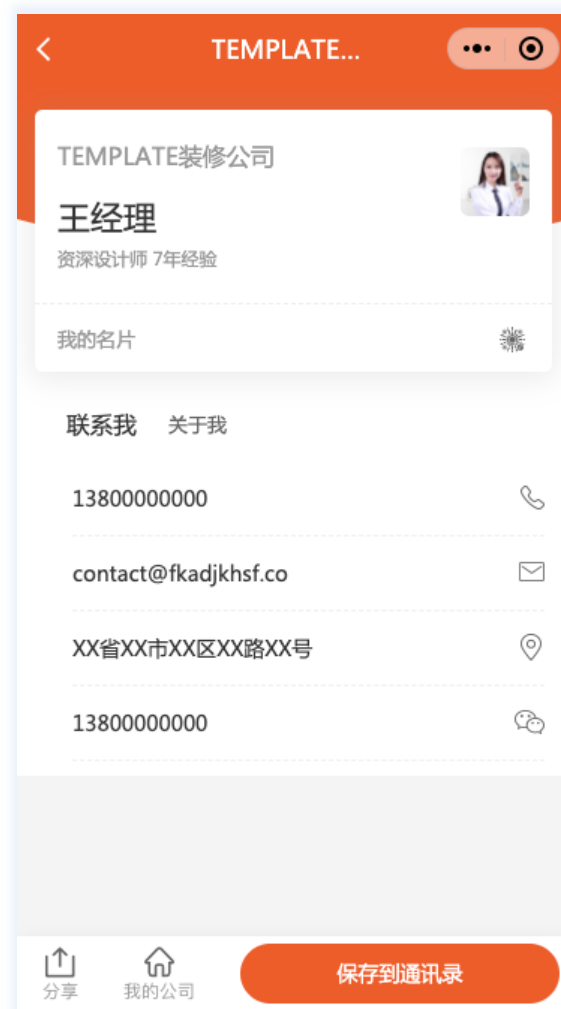 TEMPLATE...
TEMPLATE装修公司
王经理
资深设计师 7年经验
我的名片
联系我 关于我
13800000000
contact@fkadjkhsf.co
XX省XX市XX区XX路XX号
13800000000
分享 我的公司 保存到通讯录